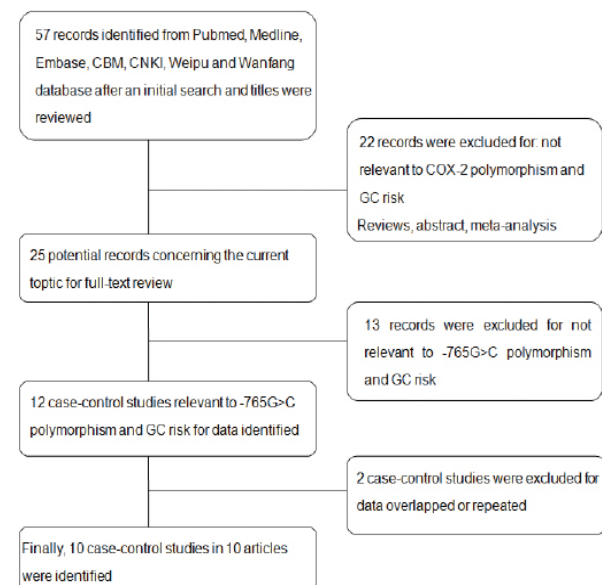 57 records identified from Pubmed, Medline,
Embase, CBM, CNKI, Weipu and Wanfang
database after an initial search and titles were
reviewed
22 records were excluded for: not
relevant to COX-2 polymorphism and
GC risk
Reviews, abstract, meta-analysis
25 potential records concerning the current
toptic for full-text review
13 records were excluded for not
relevant to -765G>C polymorphism
and GC risk
12 case-control studies relevant to -765G>C
polymorphism and GC risk for data identified
2 case-control studies were excluded for
data overlapped or repeated
Finally, 10 case-control studies in 10 articles
were identified